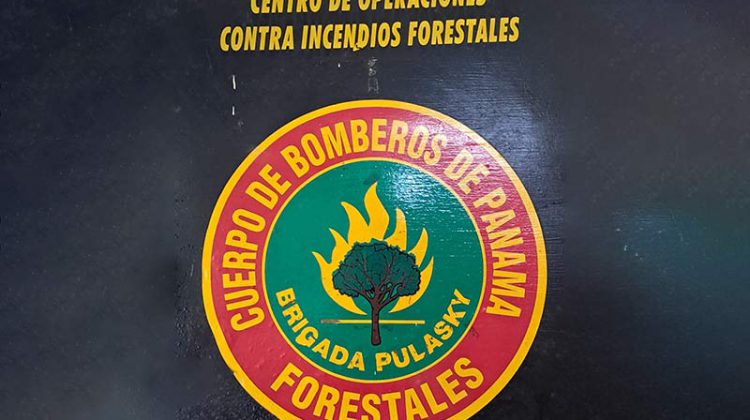 CENTRO DE OPERACIONES
CONTRA INCENDIOS FORESTALES
CUERPO DE BOMBEROS DE PANAMA
BRIGADA PULASKY
FORESTALES